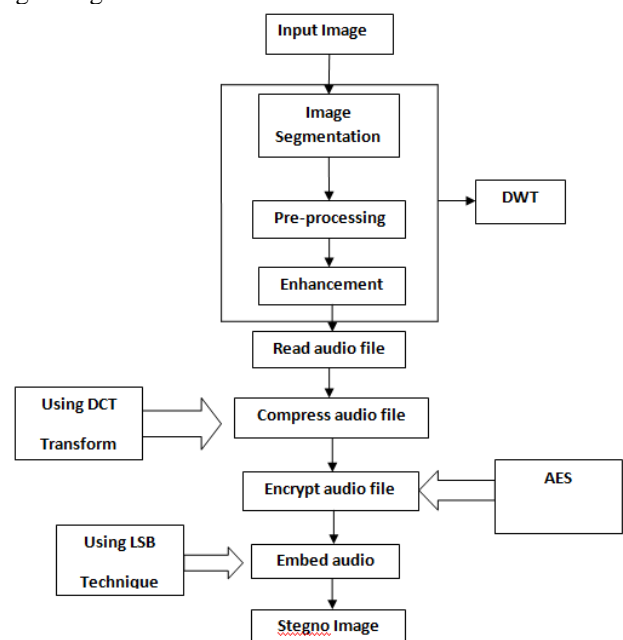 Input Image
Image
Segmentation
DWT
Pre-processing
Enhancement
Read audio file
Using DCT
Transform
Compress audio file
Encrypt audio file
AES
Using LSB
Technique
Embed audio
Stegno Image